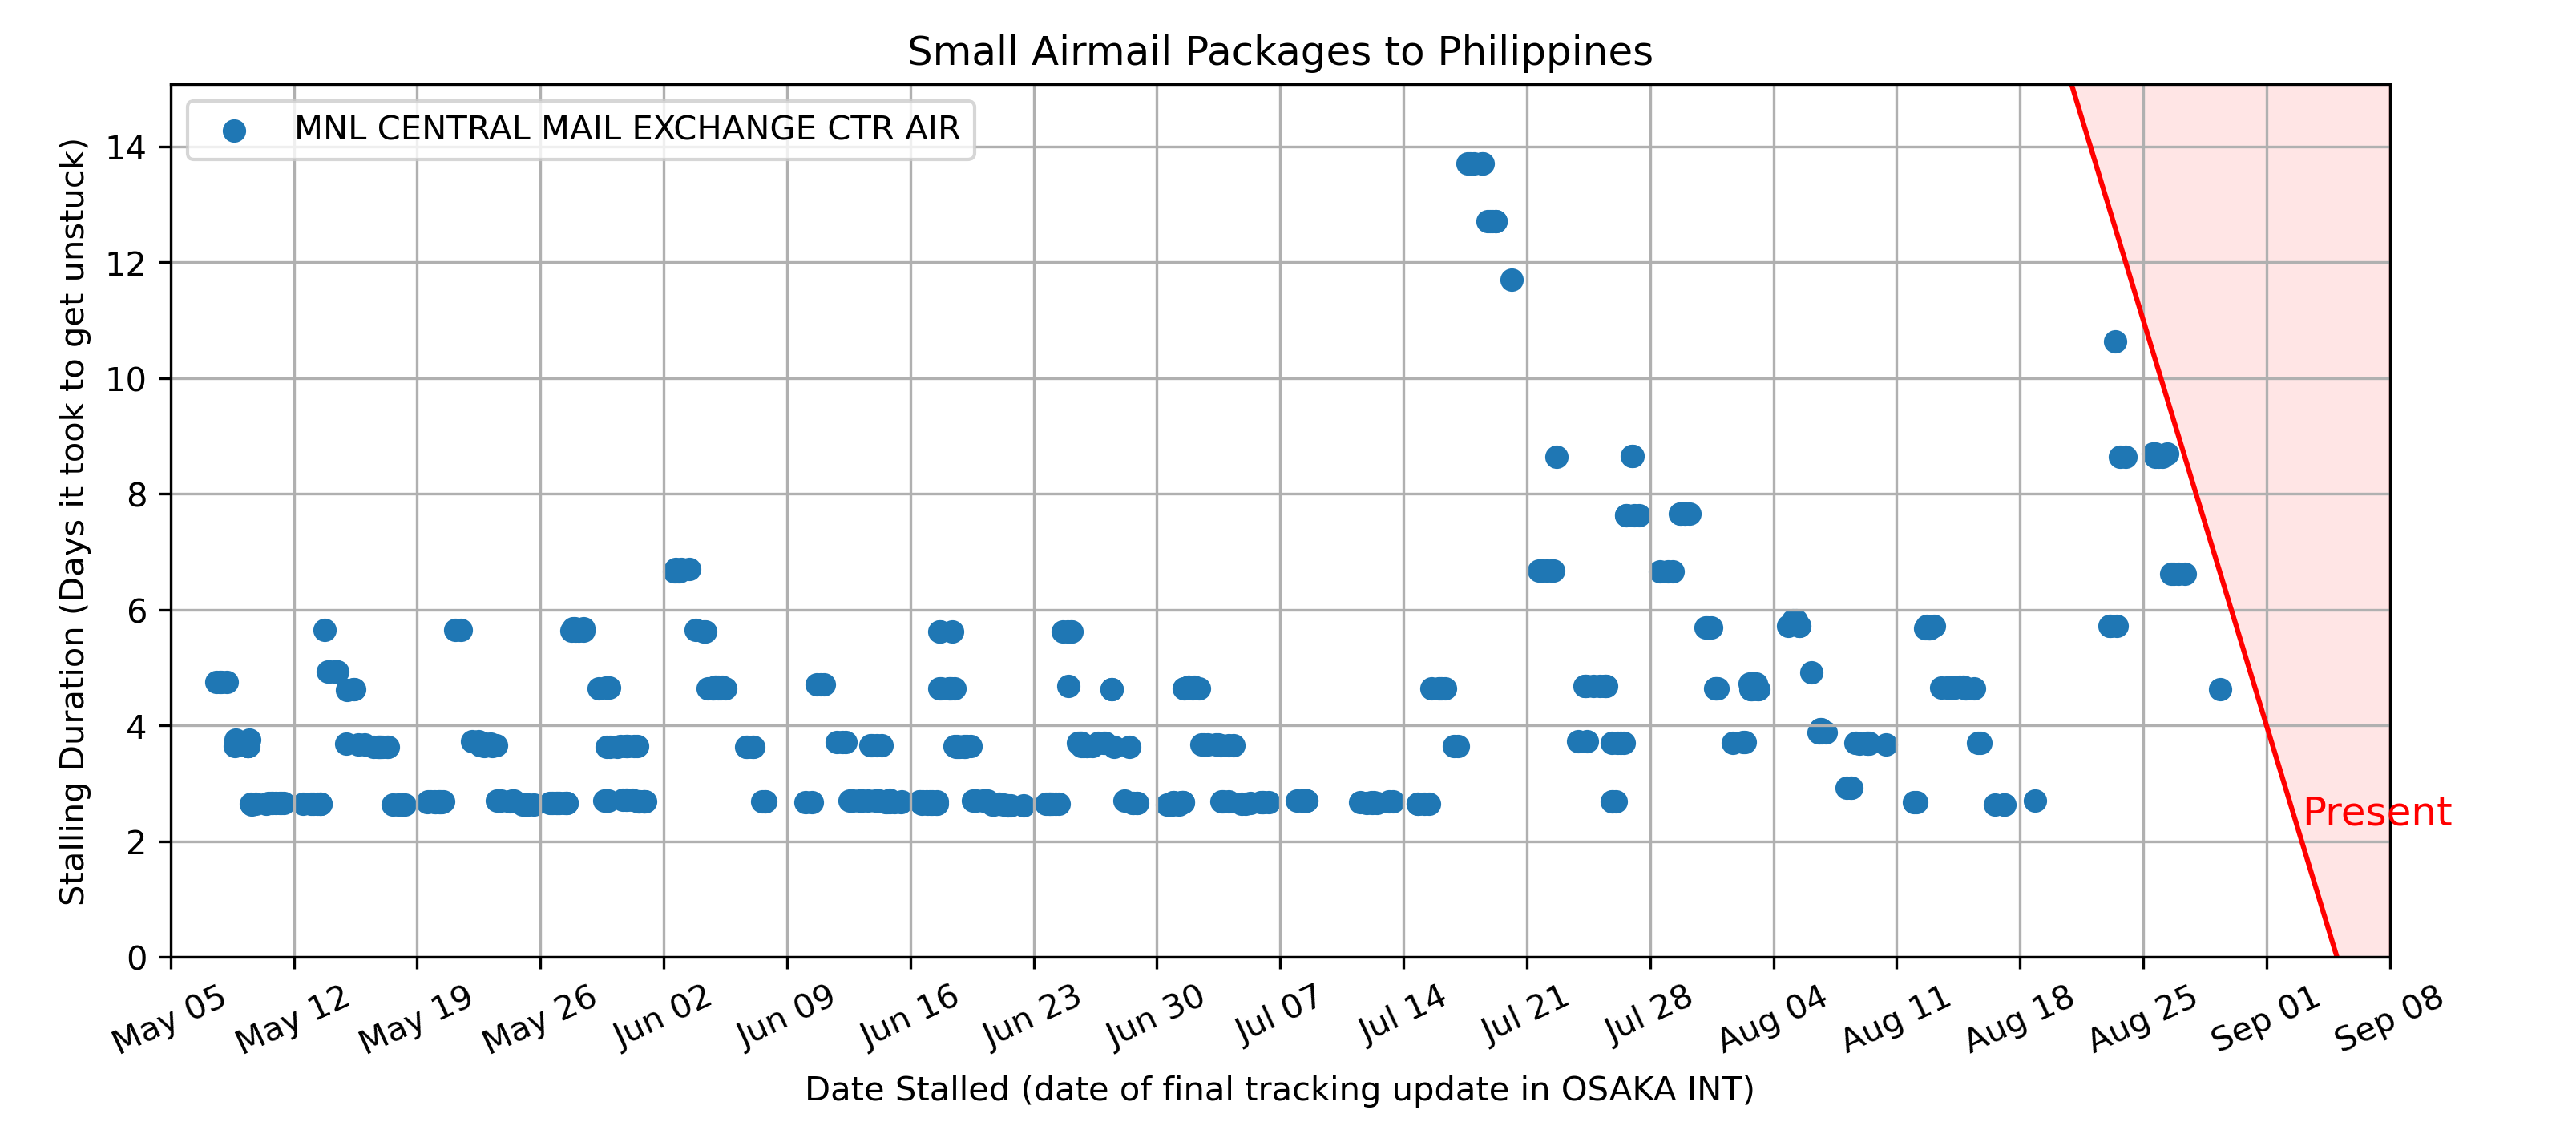 Small Airmail Packages to Philippines
MNL CENTRAL MAIL EXCHANGE CTR AIR
Stalling Duration (Days it took to get unstuck)
14
12
10
8
6
4
2
0
Present
May 05
May 12
May 19
May 26
Jun 02
Jun 09
Jun 16
Jun 23
Jun 30
Jul 07
Jul 14
Jul 21
Jul 28
Aug 04
Aug 11
Aug 18
Aug 25
Sep 01
Sep 08
Date Stalled (date of final tracking update in OSAKA INT)